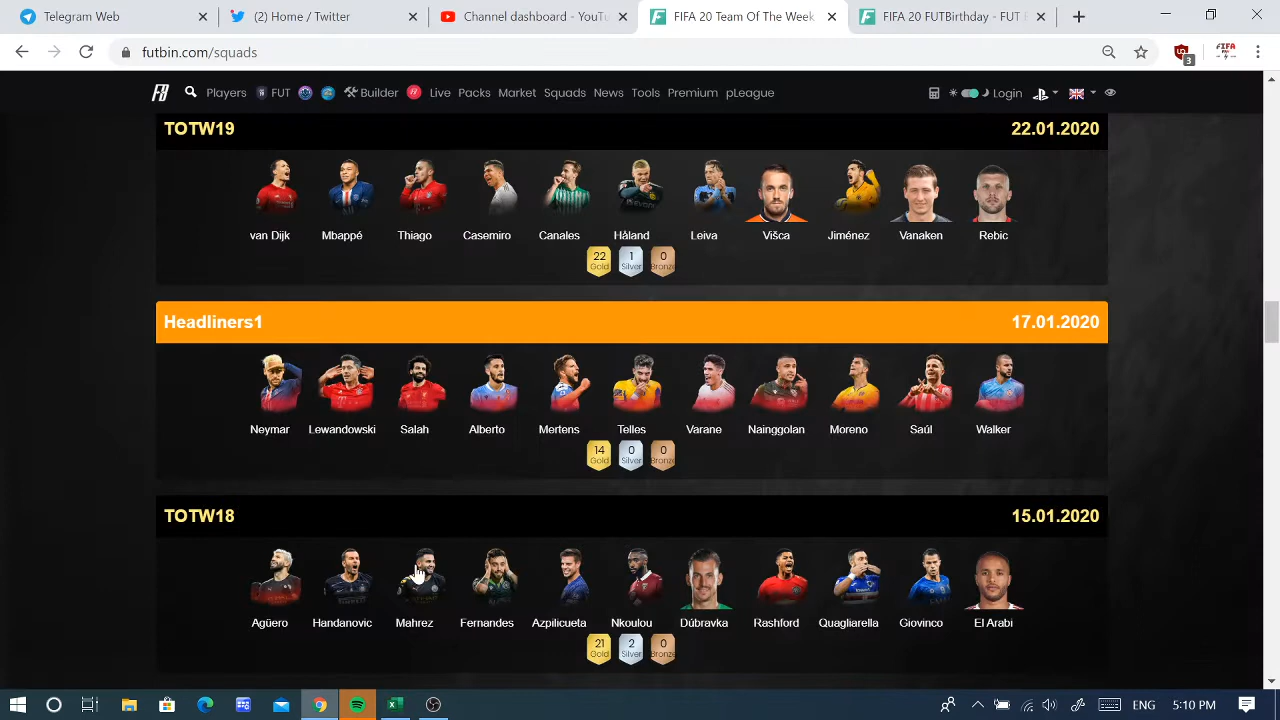 Telegram Web
(2) Home / Twitter
Channel dashboard - YouTu
FIFA 20 Team Of The Week
FIFA 20 FUTBirthday - FUT F
futbin.com/squads
3
Players FUT Builder Live Packs Market Squads News Tools Premium pLeague Login
TOTW19 22.01.2020
van Dijk Mbappé Thiago Casemiro Canales Håland Leiva Višca Jiménez Vanaken Rebic
22 1 0
Gold Silver Bronze
Headliners1 17.01.2020
Neymar Lewandowski Salah Alberto Mertens Telles Varane Nainggolan Moreno Saúl Walker
14 0 0
Gold Silver Bronze
TOTW18 15.01.2020
Agüero Handanovic Mahrez Fernandes Azpilicueta Nkoulou Dúbravka Rashford Quagliarella Giovinco El Arabi
21 2 0
Gold Silver Bronze
ENG 5:10 PM